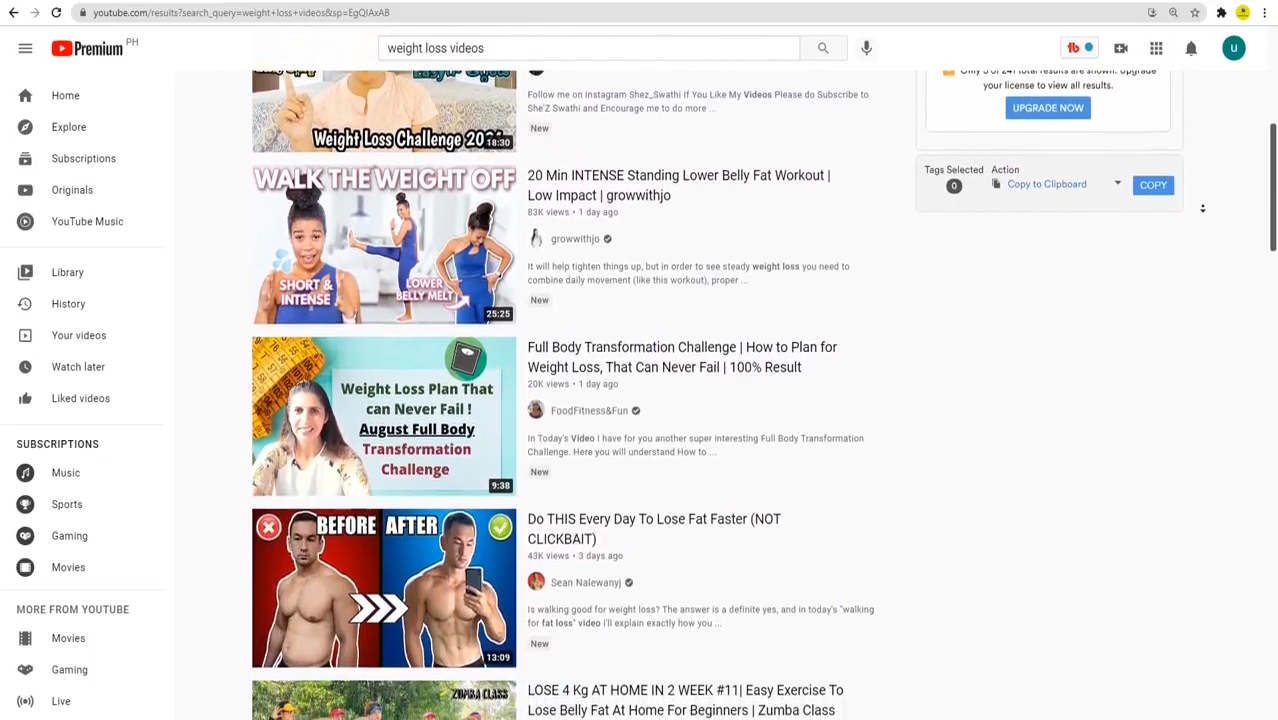 youtube.com/results?search_query=weight+loss+videos&sp=EgQIAxAB
Premium PH
weight loss videos
tb
u
Home
Explore
Subscriptions
Originals
YouTube Music
Library
History
Your videos
Watch later
Liked videos
SUBSCRIPTIONS
Music
Sports
Gaming
Movies
MORE FROM YOUTUBE
Movies
Gaming
Live
Weight Loss Challenge 202
18:30
Follow me on Instagram Shez_Swathi If You Like My Videos Please do Subscribe to
She'Z Swathi and Encourage me to do more ...
New
WALK THE WEIGHT OFF
SHORT &
INTENSE
LOWER
BELLY MELT
25:25
20 Min INTENSE Standing Lower Belly Fat Workout |
Low Impact | growwithjo
83K views • 1 day ago
growwithjo
It will help tighten things up, but in order to see steady weight loss you need to
combine daily movement (like this workout), proper ...
New
Weight Loss Plan That
can Never Fail !
August Full Body
Transformation
Challenge
9:38
Full Body Transformation Challenge | How to Plan for
Weight Loss, That Can Never Fail | 100% Result
20K views • 1 day ago
FoodFitness&Fun
In Today's Video I have for you another super interesting Full Body Transformation
Challenge. Here you will understand How to ...
New
BEFORE AFTER
13:09
Do THIS Every Day To Lose Fat Faster (NOT
CLICKBAIT)
43K views • 3 days ago
Sean Nalewanyj
Is walking good for weight loss? The answer is a definite yes, and in today's "walking
for fat loss" video I'll explain exactly how you ...
New
ZUMBA CLASS
LOSE 4 Kg AT HOME IN 2 WEEK #11| Easy Exercise To
Lose Belly Fat At Home For Beginners | Zumba Class
Only 3 of 241 total results are shown. Upgrade
your license to view all results.
UPGRADE NOW
Tags Selected
0
Action
Copy to Clipboard
COPY